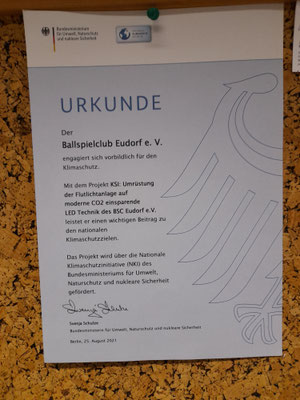 Bundesministerium
für Umwelt, Naturschutz
und nukleare Sicherheit
URKUNDE
Der
Ballspielclub Eudorf e. V.
engagiert sich vorbildlich für den
Klimaschutz.
Mit dem Projekt KSI: Umrüstung
der Flutlichtanlage auf
moderne CO2 einsparende
LED Technik des BSC Eudorf e.V.
leistet er einen wichtigen Beitrag zu
den nationalen
Klimaschutzzielen.
Das Projekt wird über die Nationale
Klimaschutzinitiative (NKI) des
Bundesministeriums für Umwelt,
Naturschutz und nukleare Sicherheit
gefördert.
Svenja Schulze
Svenja Schulze
Bundesministerin für Umwelt, Naturschutz und nukleare Sicherheit
Berlin, 25. August 2021